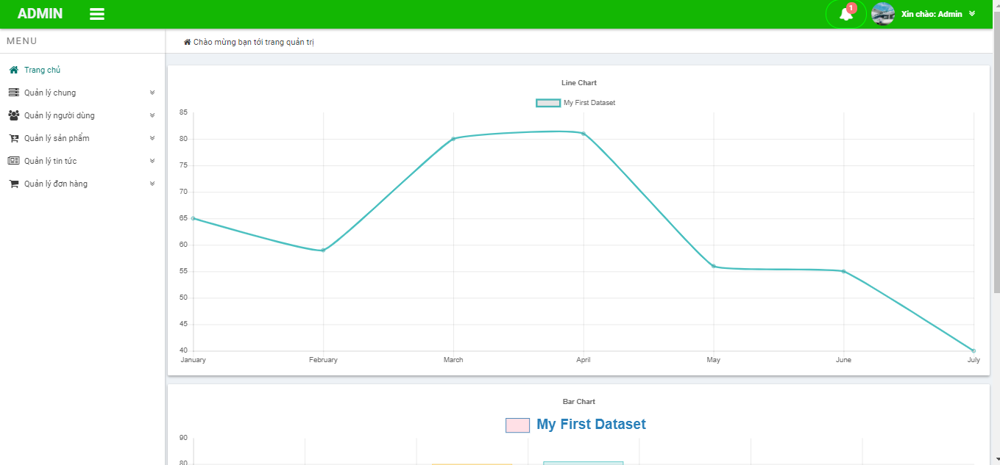 ADMIN
1
Xin chào: Admin
MENU
Chào mừng bạn tới trang quản trị
Trang chủ
Quản lý chung
Quản lý người dùng
Quản lý sản phẩm
Quản lý tin tức
Quản lý đơn hàng
Line Chart
My First Dataset
85
80
75
70
65
60
55
50
45
40
January February March April May June July
Bar Chart
My First Dataset
90
80